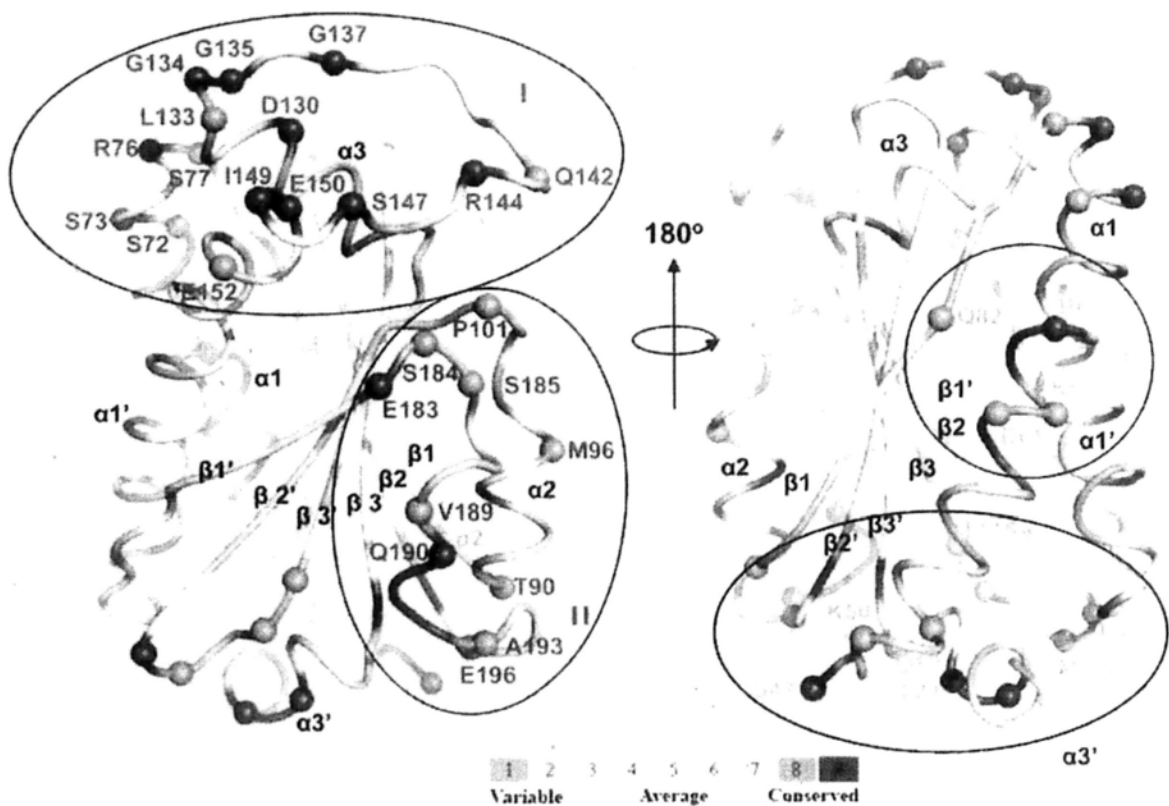 G137
G135
G134
I
D130
L133
R76
α3
I149
S77
E150
Q142
S147
R144
S73
S72
E152
P101
S184
S185
α1
E183
α1'
β1
M96
β1'
β2
α2
β 2'
β 3'
β 3
V189
Q190
T90
II
A193
E196
α3'
180º
α3
α1
Q82
β1'
β2
α1'
α2
β3
β1
β3'
β2'
α3'
1 2 3 4 5 6 7 8
Variable Average Conserved